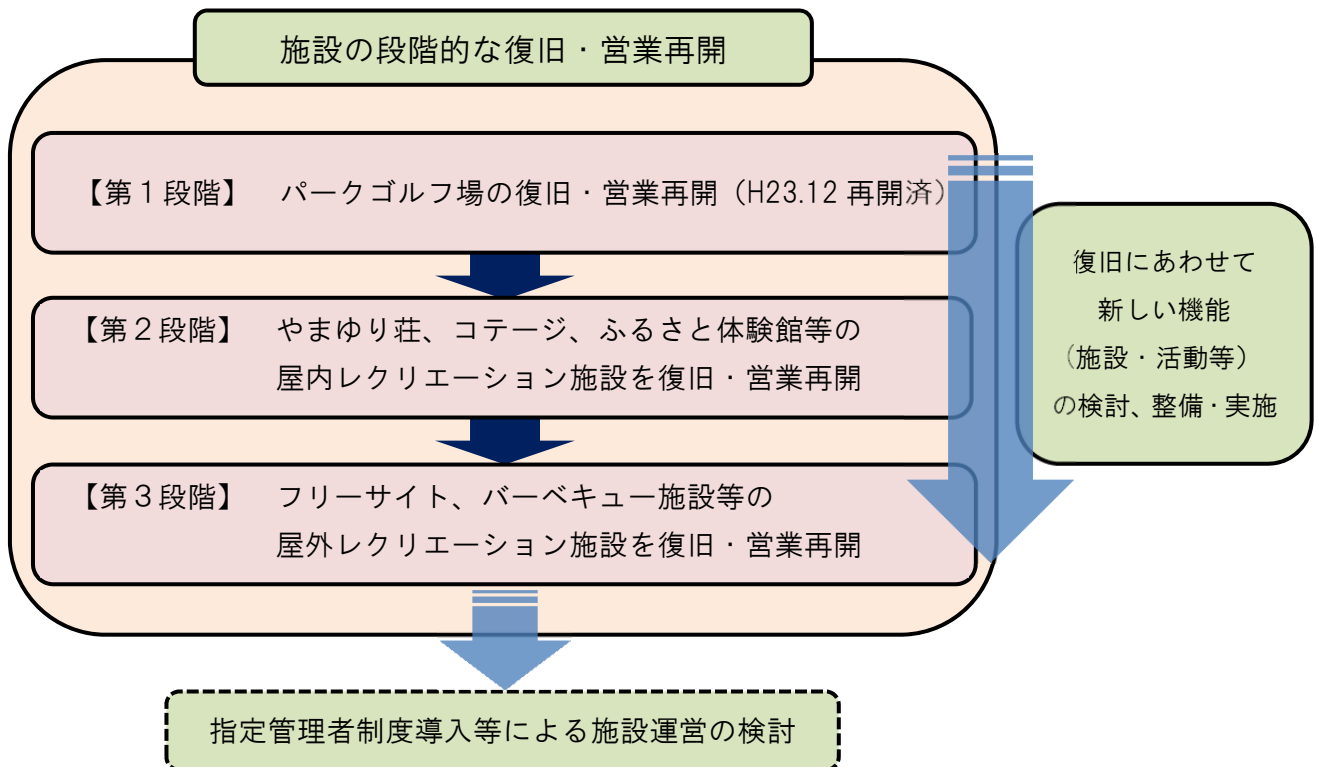 施設の段階的な復旧・営業再開
【第１段階】　パークゴルフ場の復旧・営業再開（H23.12 再開済）
【第２段階】　やまゆり荘、コテージ、ふるさと体験館等の
屋内レクリエーション施設を復旧・営業再開
【第３段階】　フリーサイト、バーベキュー施設等の
屋外レクリエーション施設を復旧・営業再開
復旧にあわせて
新しい機能
（施設・活動等）
の検討、整備・実施
指定管理者制度導入等による施設運営の検討